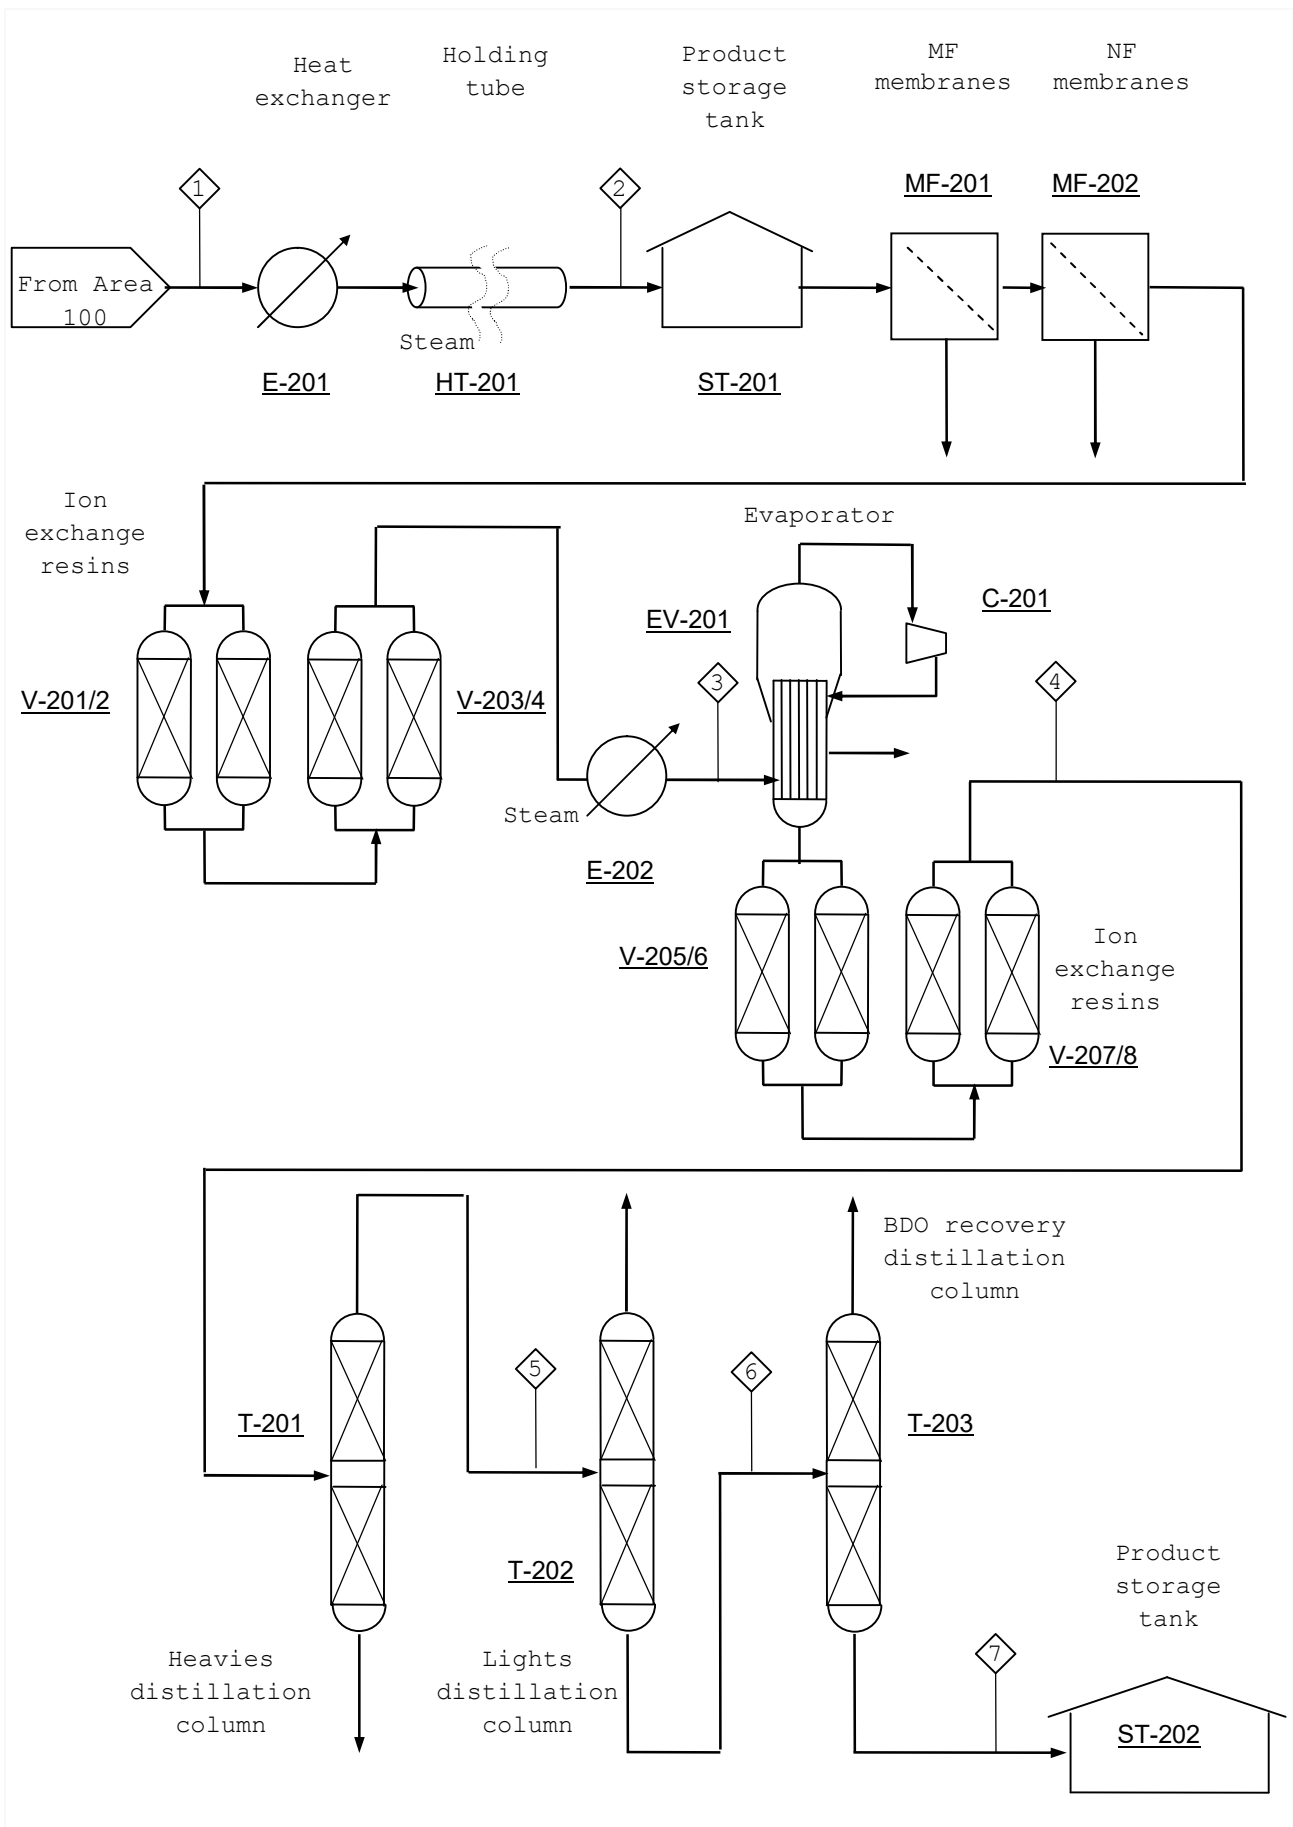 Heat
exchanger
Holding
tube
Product
storage
tank
MF
membranes
NF
membranes
1
2
MF-201
MF-202
From Area
100
Steam
E-201
HT-201
ST-201
Ion
exchange
resins
Evaporator
C-201
EV-201
3
4
V-201/2
V-203/4
Steam
E-202
V-205/6
Ion
exchange
resins
V-207/8
BDO recovery
distillation
column
5
6
T-201
T-203
T-202
Product
storage
tank
Heavies
distillation
column
Lights
distillation
column
7
ST-202